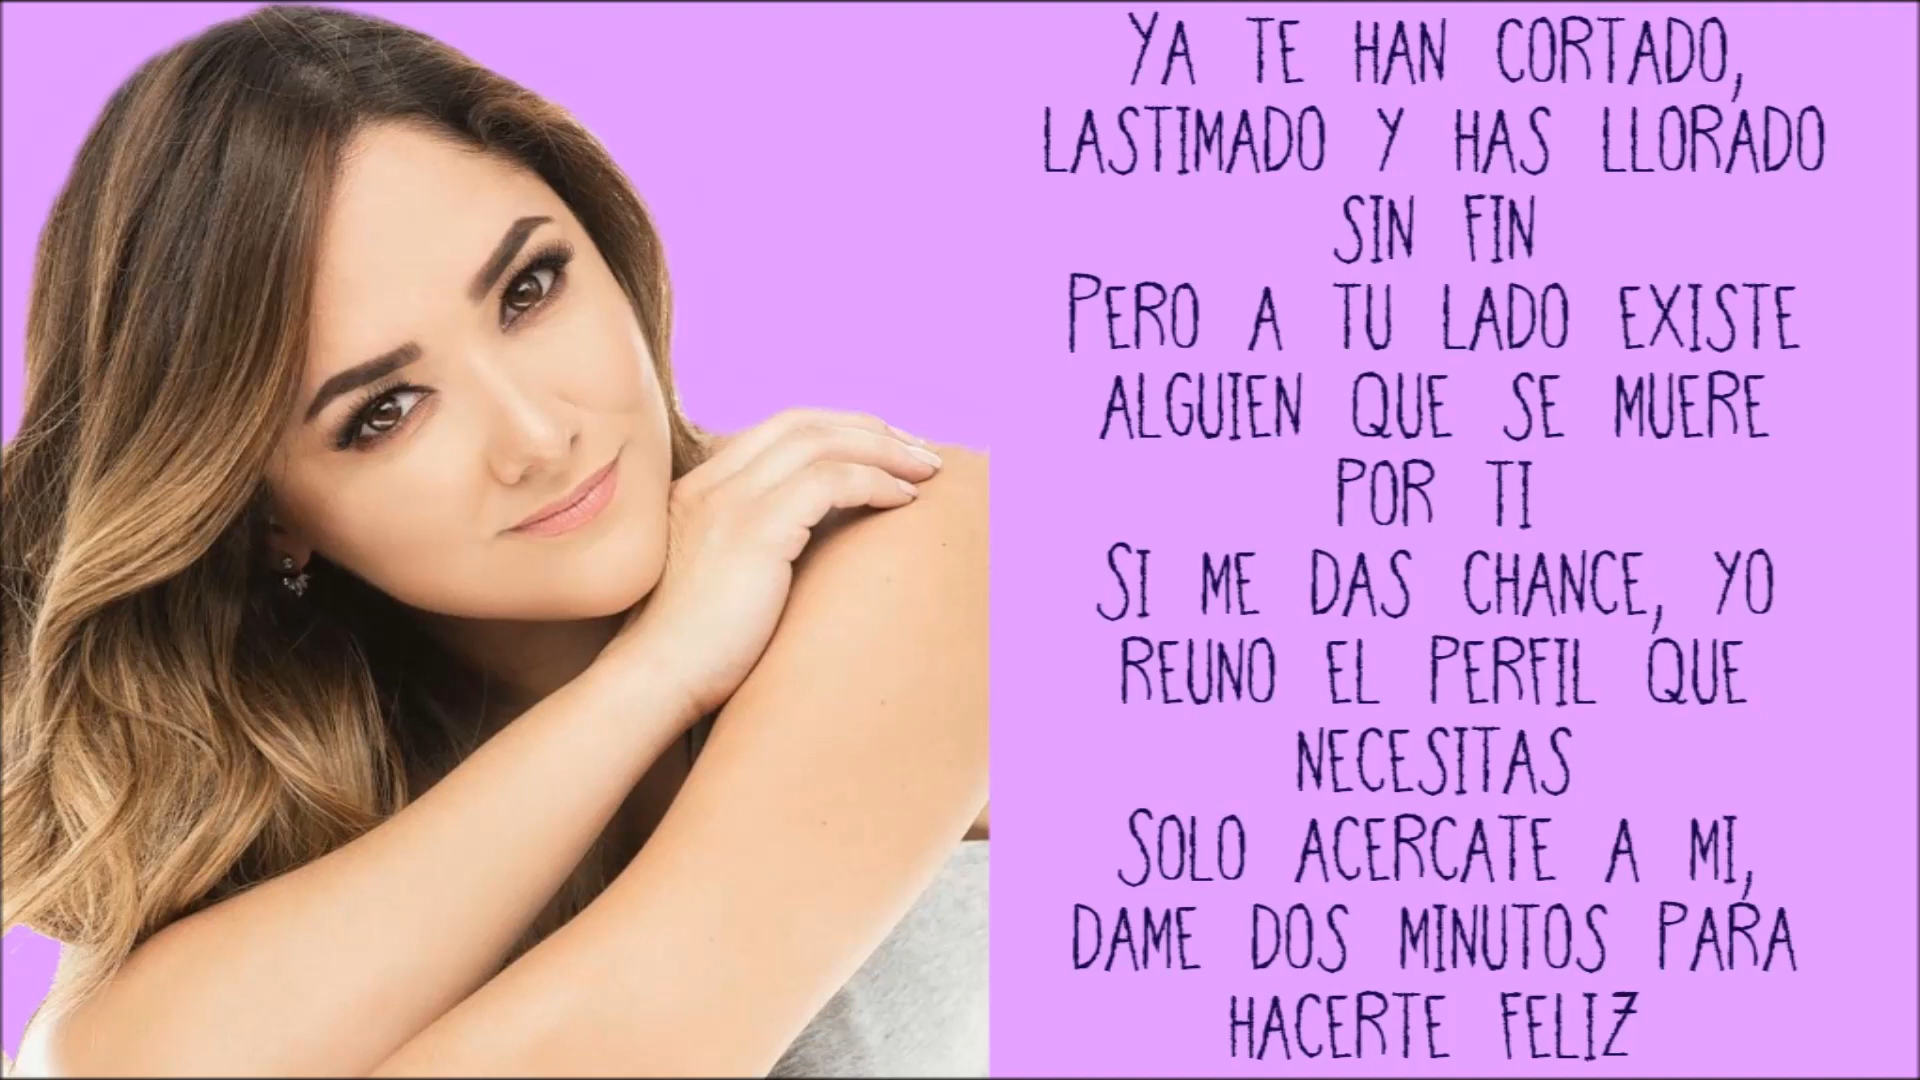 YA TE HAN CORTADO,
LASTIMADO Y HAS LLORADO
SIN FIN
PERO A TU LADO EXISTE
ALGUIEN QUE SE MUERE
POR TI
SI ME DAS CHANCE, YO
REUNO EL PERFIL QUE
NECESITAS
SOLO ACERCATE A MI,
DAME DOS MINUTOS PARA
HACERTE FELIZ